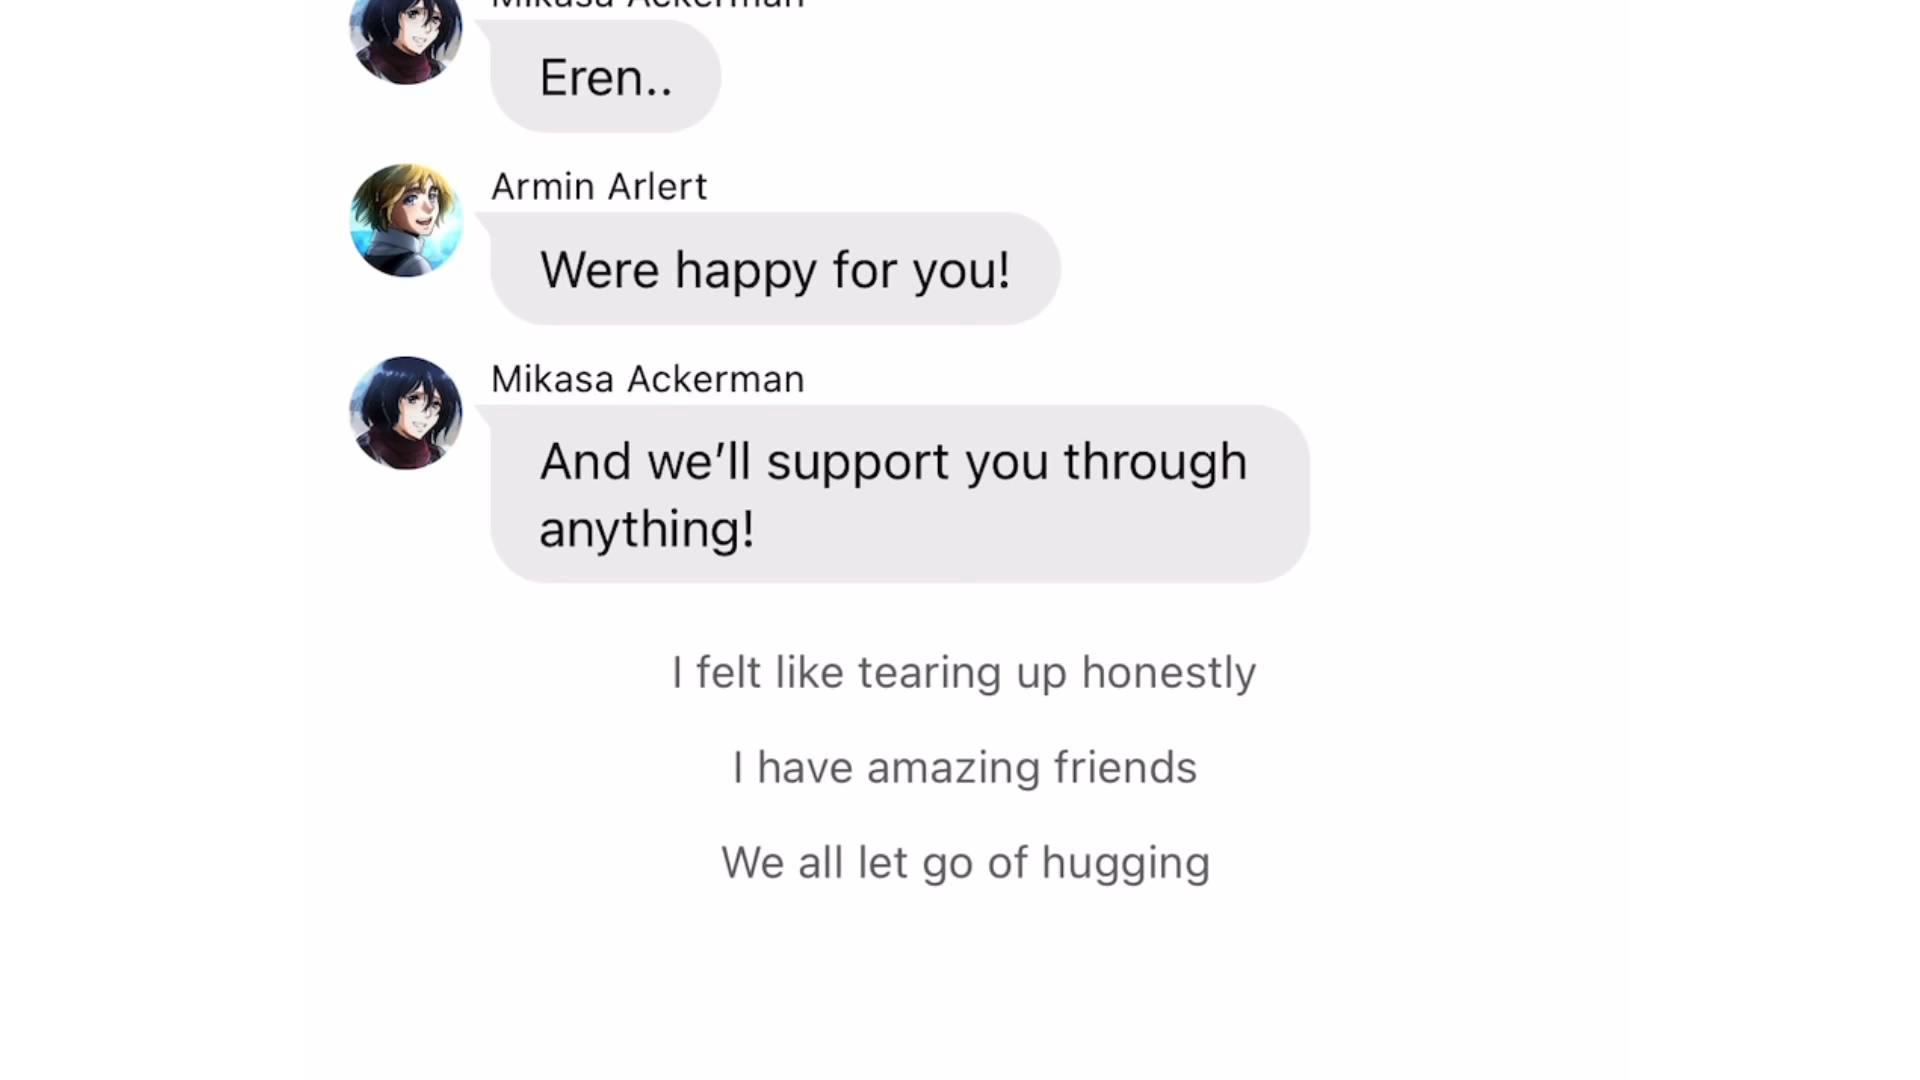 Mikasa Ackerman
Eren..
Armin Arlert
Were happy for you!
Mikasa Ackerman
And we’ll support you through
anything!
I felt like tearing up honestly
I have amazing friends
We all let go of hugging